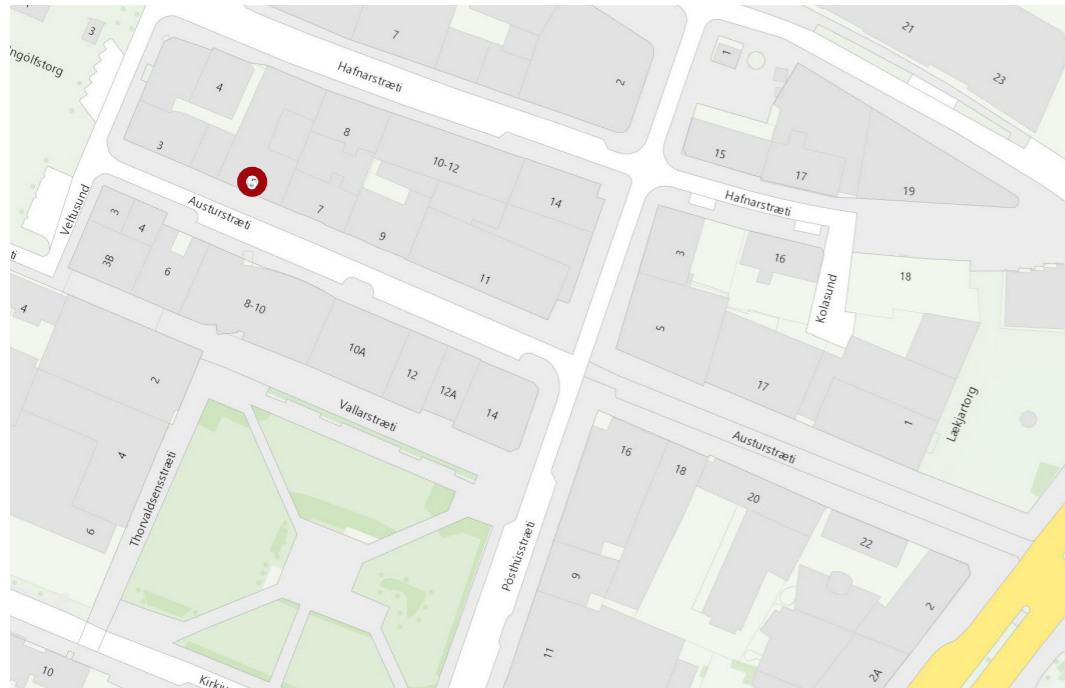 7
21
3
Ingólfstorg
23
1
Hafnarstræti
2
4
8
10-12
15
17
3
19
14
Hafnarstræti
7
Veltusund
Austurstræti
3
4
9
3
16
3B
6
11
18
Kolasund
4
8-10
5
10A
2
12
17
12A
Vallarstræti
14
1
Lækjartorg
Austurstræti
16
4
18
Thorvaldsensstræti
20
6
Pósthússtræti
22
9
2
11
10
2A